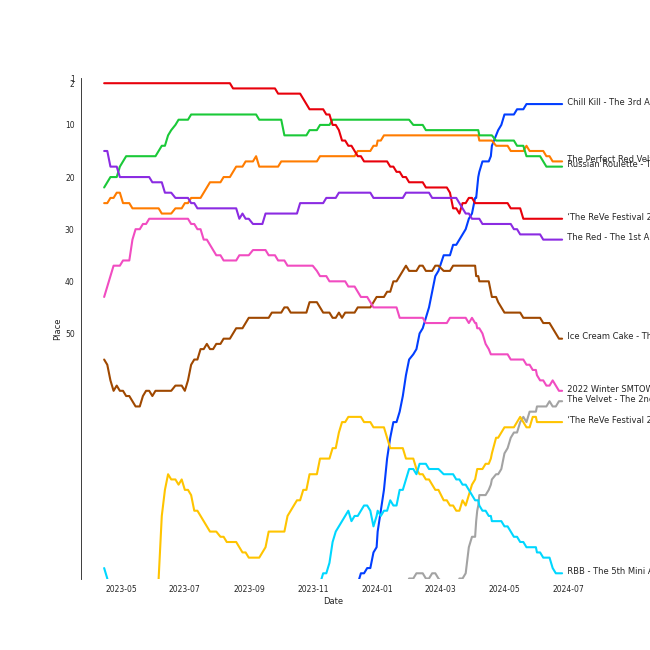 1
2
10
20
30
40
50
Place
Chill Kill - The 3rd A
The Perfect Red Vel
Russian Roulette - T
'The ReVe Festival 2
The Red - The 1st A
Ice Cream Cake - Th
2022 Winter SMTOW
The Velvet - The 2n
'The ReVe Festival 2
RBB - The 5th Mini A
2023-05
2023-07
2023-09
2023-11
2024-01
2024-03
2024-05
2024-07
Date